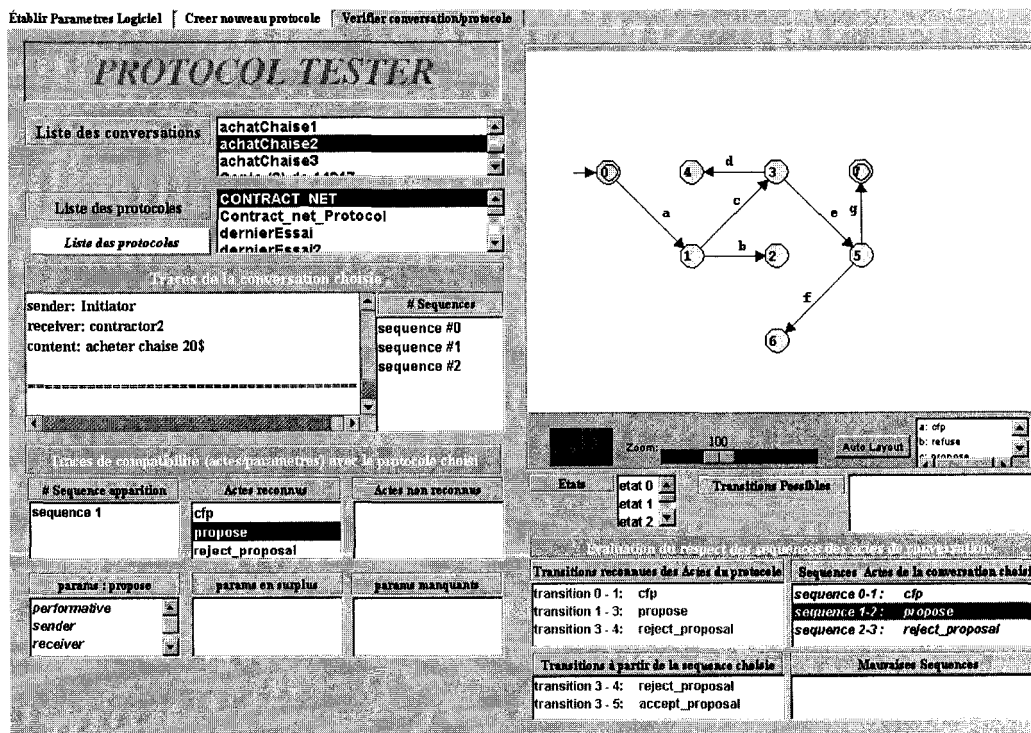 Établir Parametres Logiciel
Creer nouveau protocole
Verifier conversation/protocole
PROTOCOL TESTER
Liste des conversations
achatChaise1
achatChaise2
achatChaise3
Liste des protocoles
Liste des protocoles
CONTRACT_NET
Contract_net_Protocol
dernierEssai
dernierEssai2
Traces de la conversation choisie
sender: Initiator
receiver: contractor2
content: acheter chaise 20$
# Sequences
sequence #0
sequence #1
sequence #2
Traces de compatibilité (actes/parametres) avec le protocole choisi
# Sequence apparition
sequence 1
Actes reconnus
cfp
propose
reject_proposal
Actes non reconnus
params : propose
performative
sender
receiver
params en surplus
params manquants
0
4
d
3
7
a
c
e
g
1
b
2
5
f
6
Zoom:
100
Auto Layout
a: cfp
b: refuse
c: propose
Etats
etat 0
etat 1
etat 2
Transitions Possibles
Evaluation du respect des sequences des Actes de conversation
Transitions reconnues des Actes du protocole
transition 0 - 1: cfp
transition 1 - 3: propose
transition 3 - 4: reject_proposal
Sequences Actes de la conversation choisi
sequence 0-1 : cfp
sequence 1-2 : propose
sequence 2-3 : reject_proposal
Transitions à partir de la sequence choisie
transition 3 - 4: reject_proposal
transition 3 - 5: accept_proposal
Mauvaises Sequences